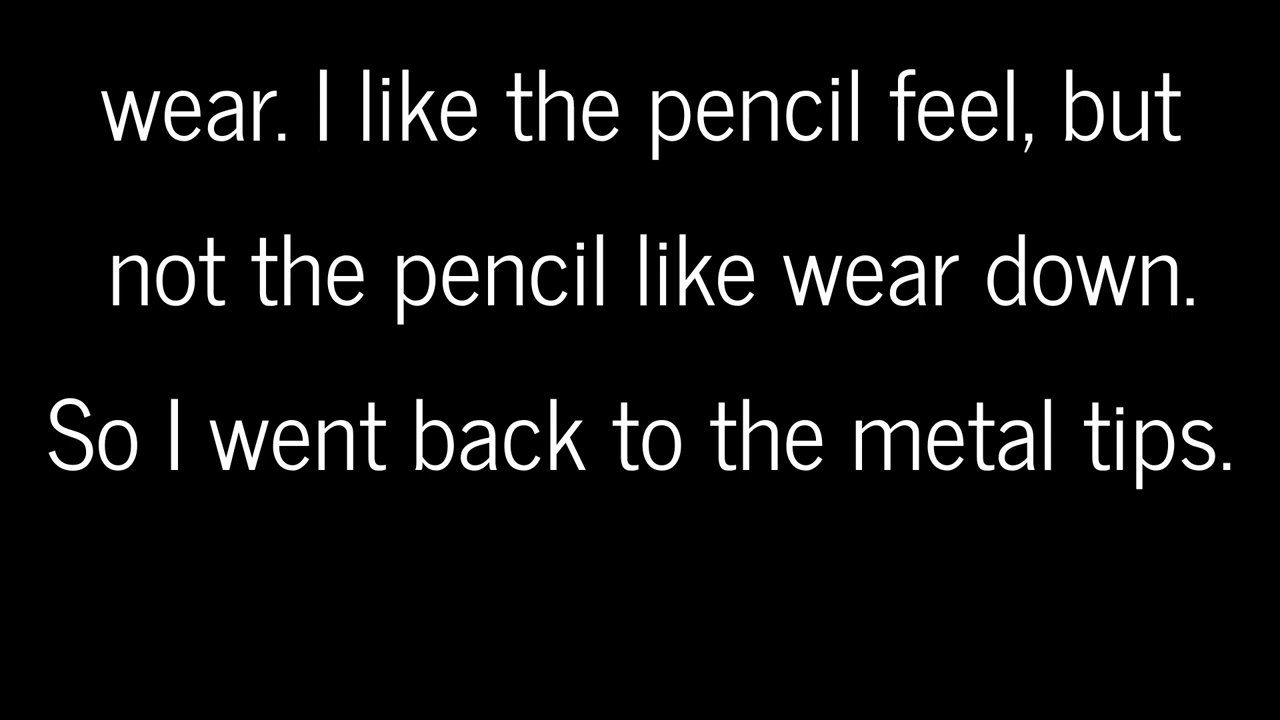 wear. I like the pencil feel, but
not the pencil like wear down.
So I went back to the metal tips.